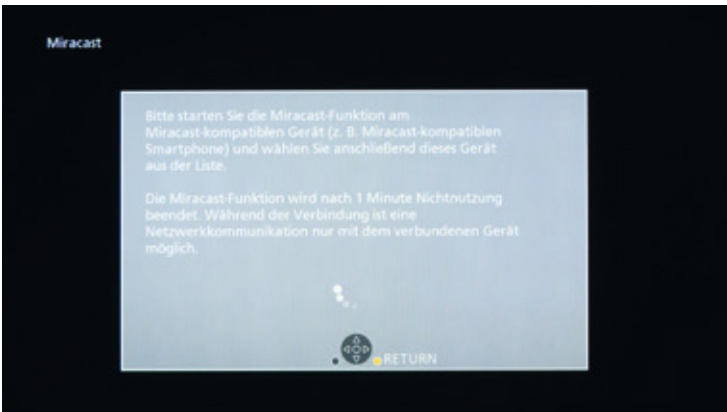 Miracast
Bitte starten Sie die Miracast-Funktion am
Miracast-kompatiblen Gerät (z. B. Miracast-kompatiblen
Smartphone) und wählen Sie anschließend dieses Gerät
aus der Liste.
Die Miracast-Funktion wird nach 1 Minute Nichtnutzung
beendet. Während der Verbindung ist eine
Netzwerkkommunikation nur mit dem verbundenen Gerät
möglich.
RETURN